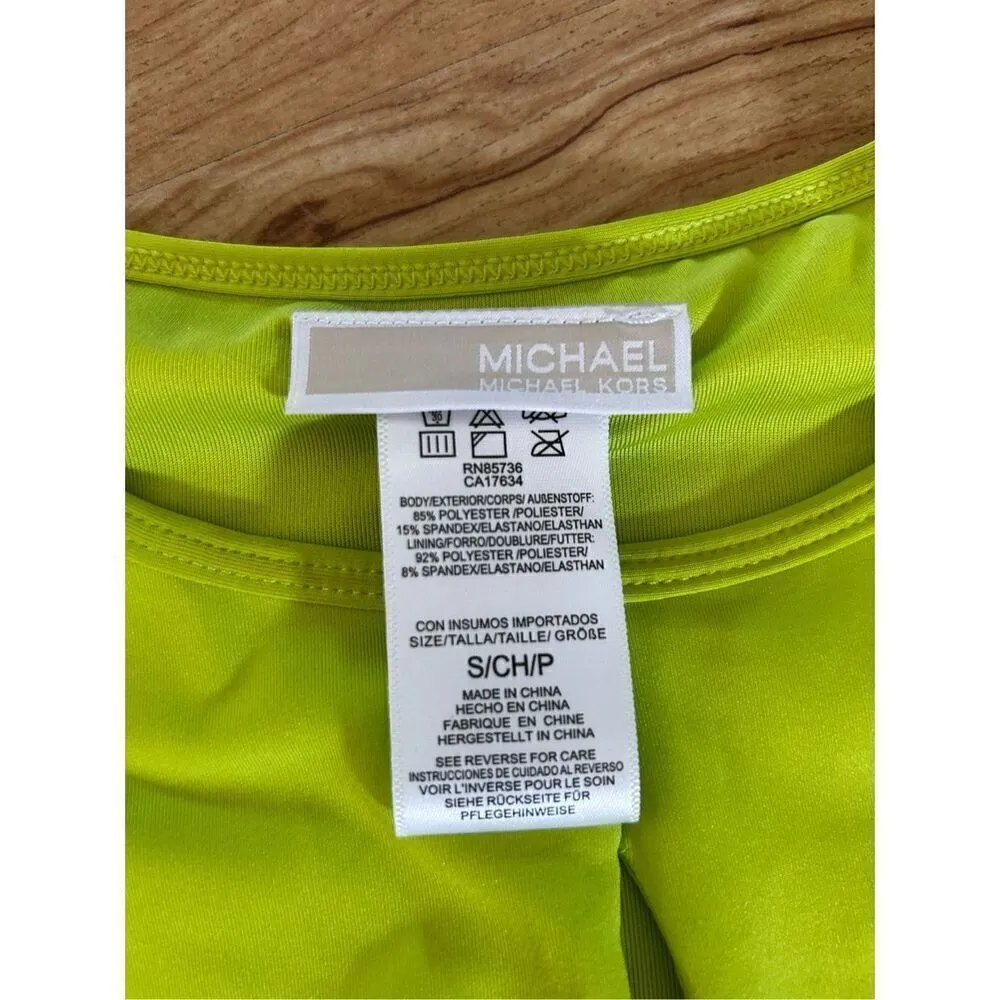 MICHAEL
MICHAEL KORS
30
RN85736
CA17634
BODY/EXTERIOR/CORPS/ AUßENSTOFF:
85% POLYESTER /POLIESTER/
15% SPANDEX/ELASTANO/ELASTHAN
LINING/FORRO/DOUBLURE/FUTTER:
92% POLYESTER /POLIESTER/
8% SPANDEX/ELASTANO/ELASTHAN
CON INSUMOS IMPORTADOS
SIZE/TALLA/TAILLE/ GRÖßE
S/CH/P
MADE IN CHINA
HECHO EN CHINA
FABRIQUE EN CHINE
HERGESTELLT IN CHINA
SEE REVERSE FOR CARE
INSTRUCCIONES DE CUIDADO AL REVERSO
VOIR L'INVERSE POUR LE SOIN
SIEHE RÜCKSEITE FÜR
PFLEGEHINWEISE